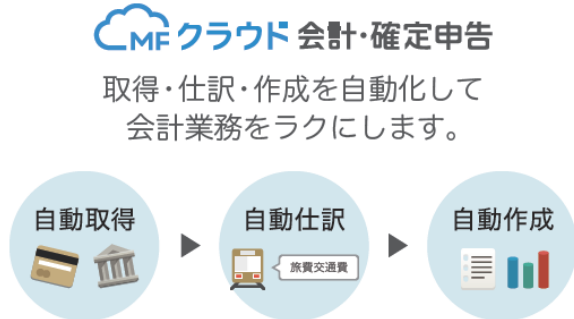 MFクラウド 会計・確定申告
取得・仕訳・作成を自動化して
会計業務をラクにします。
自動取得
自動仕訳
自動作成
旅費交通費